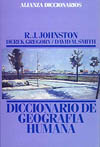 ALIANZA DICCIONARIOS
R. J. JOHNSTON
DEREK GREGORY / DAVID M. SMITH
DICCIONARIO DE
GEOGRAFIA
HUMANA